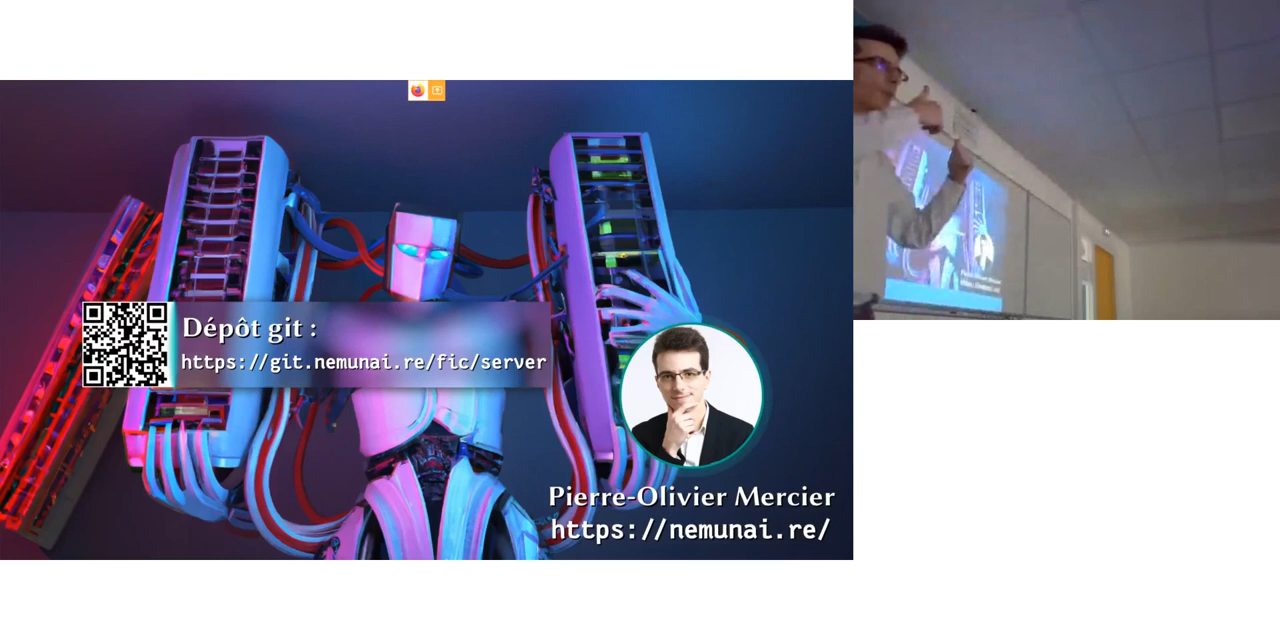 Dépôt git :
https://git.nemunai.re/fic/server
Pierre-Olivier Mercier
https://nemunai.re/